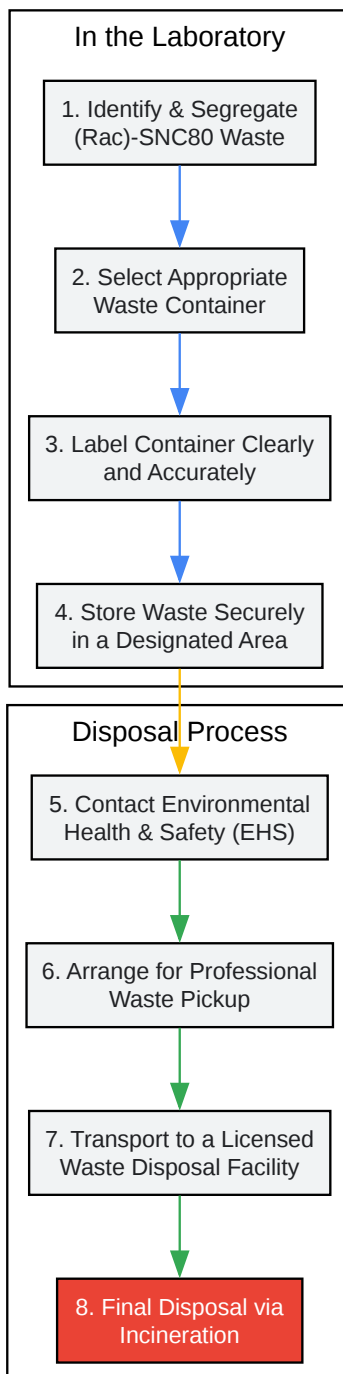 In the Laboratory
1. Identify & Segregate
(Rac)-SNC80 Waste
2. Select Appropriate
Waste Container
3. Label Container Clearly
and Accurately
4. Store Waste Securely
in a Designated Area
Disposal Process
5. Contact Environmental
Health & Safety (EHS)
6. Arrange for Professional
Waste Pickup
7. Transport to a Licensed
Waste Disposal Facility
8. Final Disposal via
Incineration